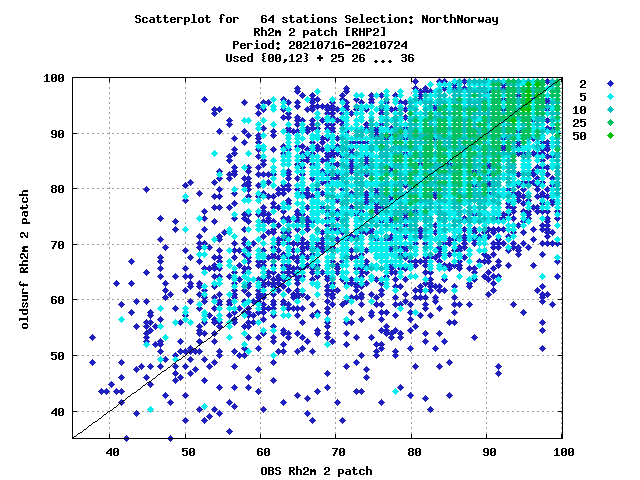 Scatterplot for   64 stations Selection: NorthNorway
Rh2m 2 patch [RHP2]
Period: 20210716-20210724
Used {00,12} + 25 26 ... 36
2
5
10
25
50
100
90
80
70
60
50
40
oldsurf Rh2m 2 patch
40 50 60 70 80 90 100
OBS Rh2m 2 patch